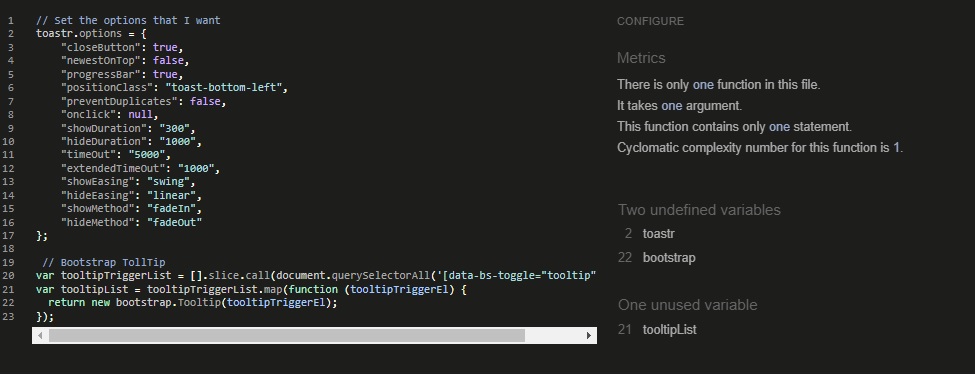 1 // Set the options that I want
2 toastr.options = {
3 "closeButton": true,
4 "newestOnTop": false,
5 "progressBar": true,
6 "positionClass": "toast-bottom-left",
7 "preventDuplicates": false,
8 "onclick": null,
9 "showDuration": "300",
10 "hideDuration": "1000",
11 "timeOut": "5000",
12 "extendedTimeOut": "1000",
13 "showEasing": "swing",
14 "hideEasing": "linear",
15 "showMethod": "fadeIn",
16 "hideMethod": "fadeOut"
17 };
18
19 // Bootstrap TollTip
20 var tooltipTriggerList = [].slice.call(document.querySelectorAll('[data-bs-toggle="tooltip"
21 var tooltipList = tooltipTriggerList.map(function (tooltipTriggerEl) {
22 return new bootstrap.Tooltip(tooltipTriggerEl);
23 });
CONFIGURE
Metrics
There is only one function in this file.
It takes one argument.
This function contains only one statement.
Cyclomatic complexity number for this function is 1.
Two undefined variables
2 toastr
22 bootstrap
One unused variable
21 tooltipList